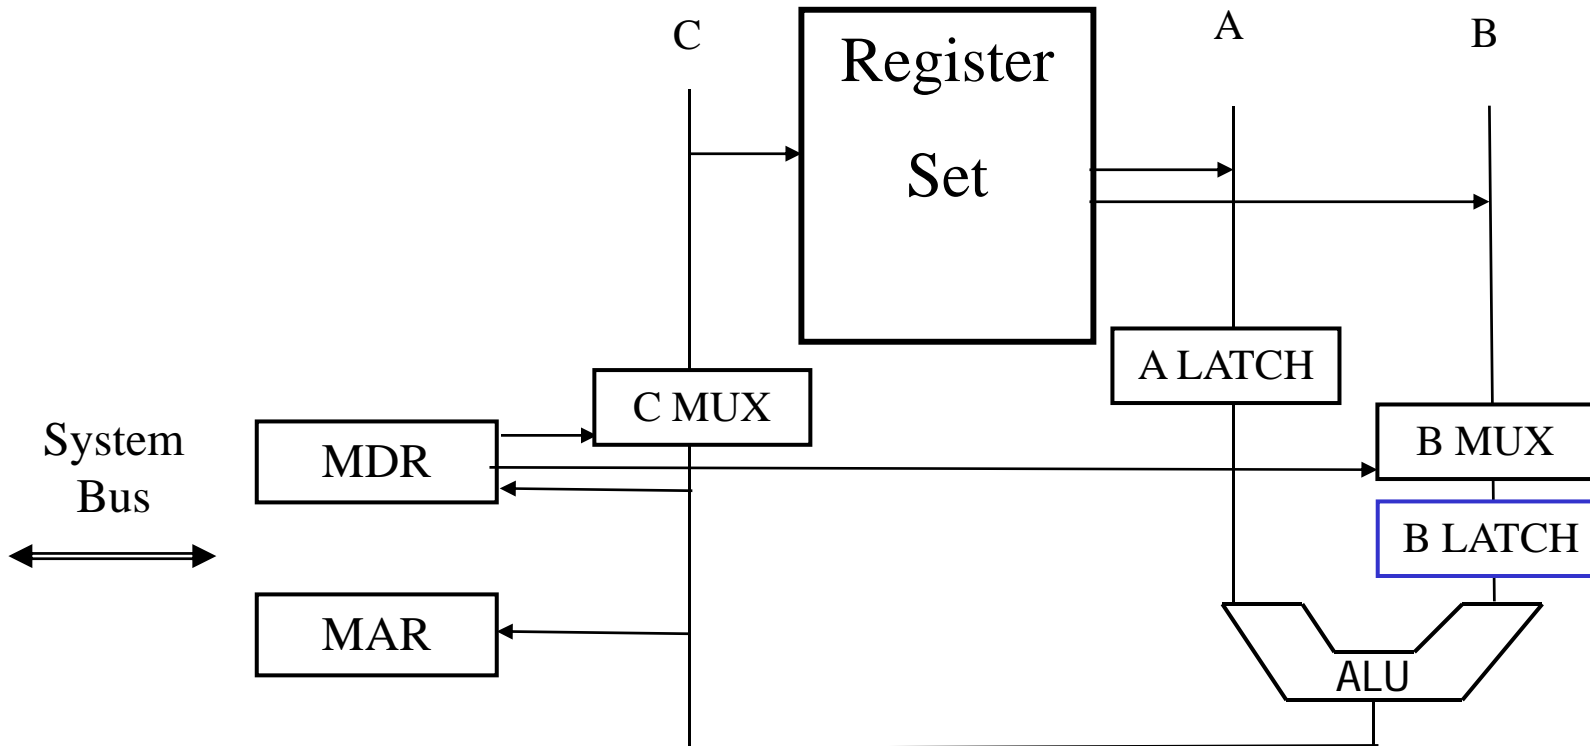 C
Register
Set
A
B
A LATCH
C MUX
B MUX
System
Bus
MDR
B LATCH
MAR
ALU